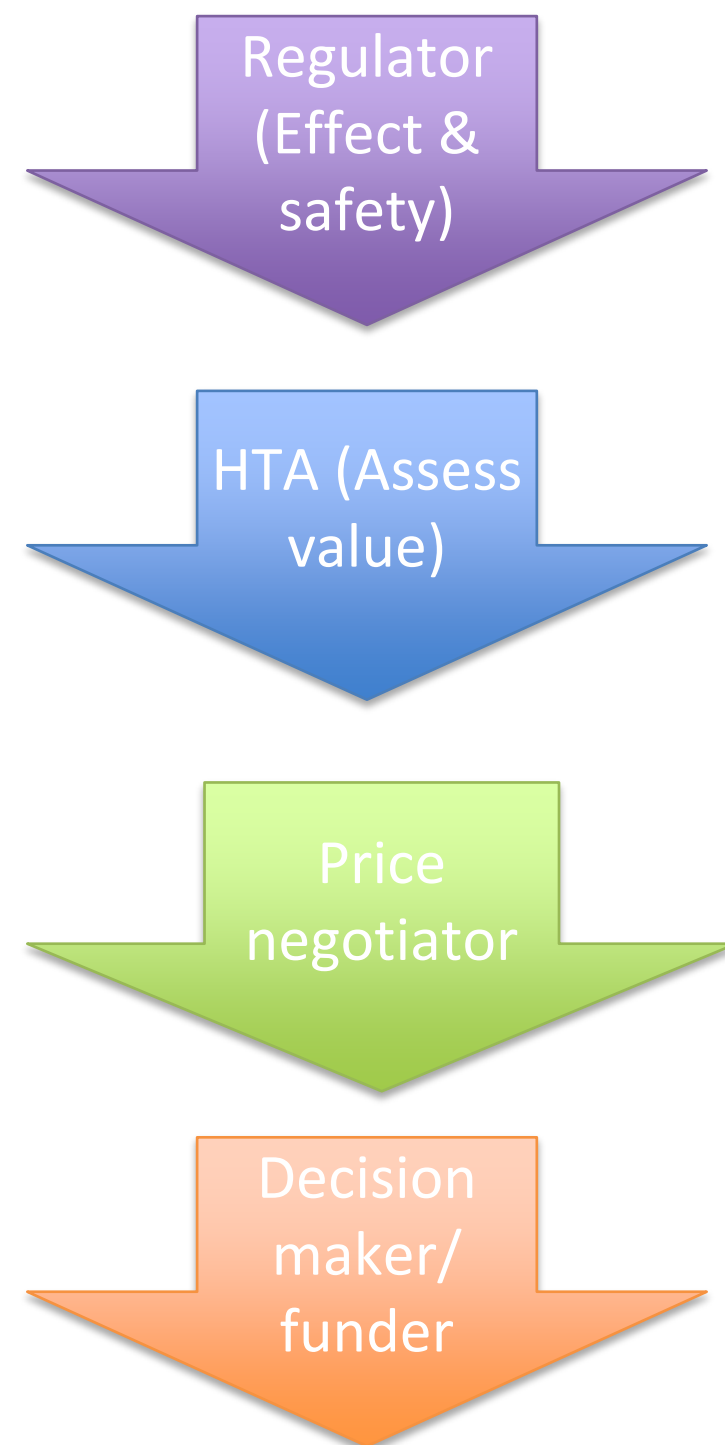 Regulator
(Effect &
safety)
HTA (Assess
value)
Price
negotiator
Decision
maker/
funder